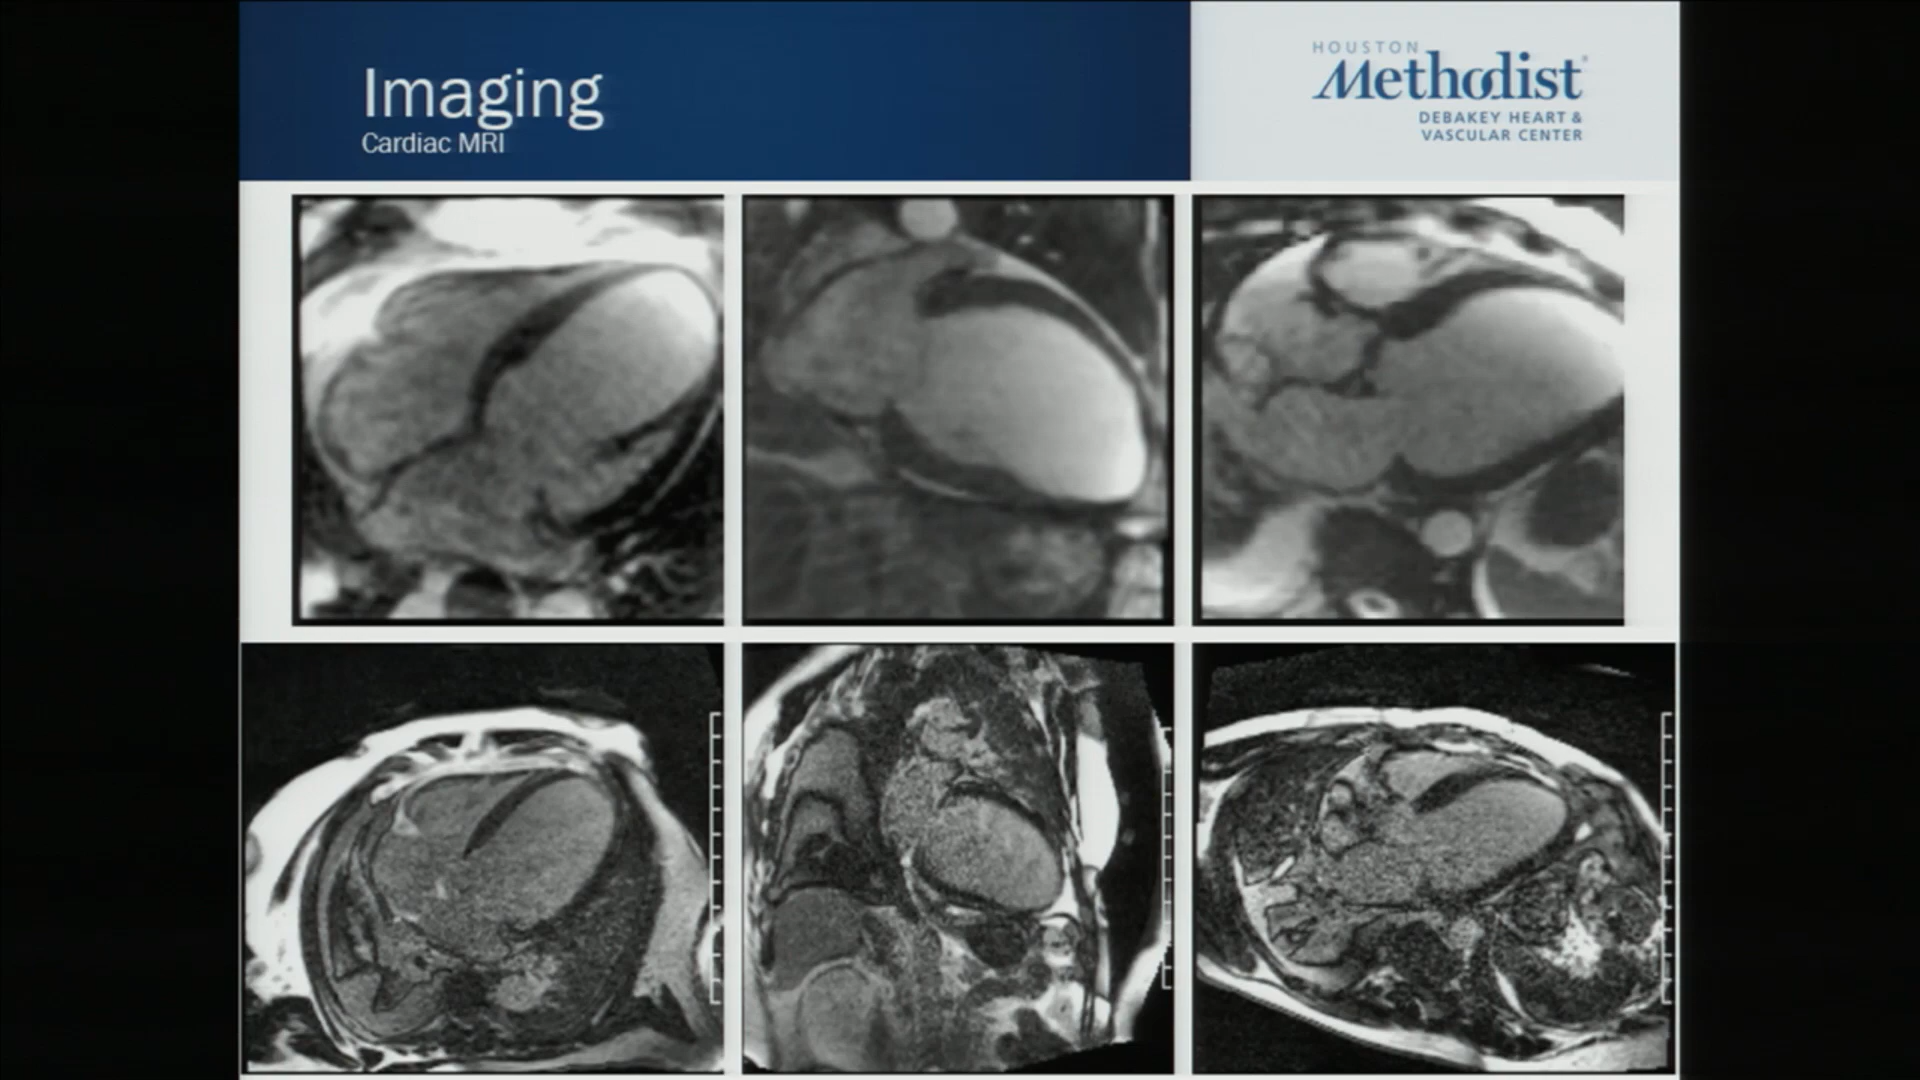 Imaging
Cardiac MRI
HOUSTON
Methodist
DEBAKEY HEART &
VASCULAR CENTER